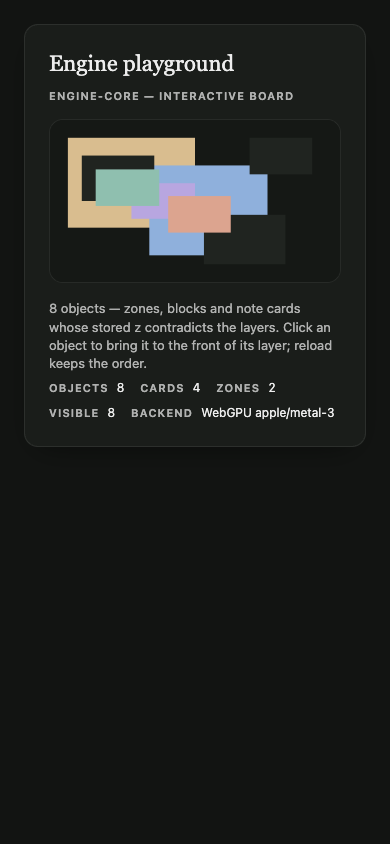 Engine playground
ENGINE-CORE — INTERACTIVE BOARD
8 objects — zones, blocks and note cards
whose stored z contradicts the layers. Click an
object to bring it to the front of its layer; reload
keeps the order.
OBJECTS 8 CARDS 4 ZONES 2
VISIBLE 8 BACKEND WebGPU apple/metal-3